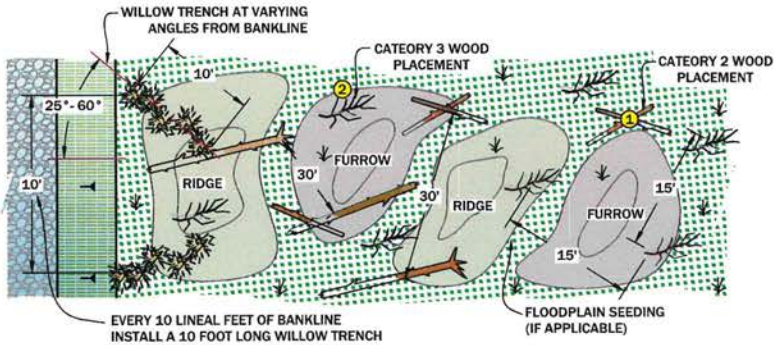 WILLOW TRENCH AT VARYING
ANGLES FROM BANKLINE
CATEORY 3 WOOD
PLACEMENT
CATEORY 2 WOOD
PLACEMENT
10'
2
1
25°- 60°
FURROW
RIDGE
30'
10'
30'
RIDGE
FURROW
15'
15'
FLOODPLAIN SEEDING
(IF APPLICABLE)
EVERY 10 LINEAL FEET OF BANKLINE
INSTALL A 10 FOOT LONG WILLOW TRENCH